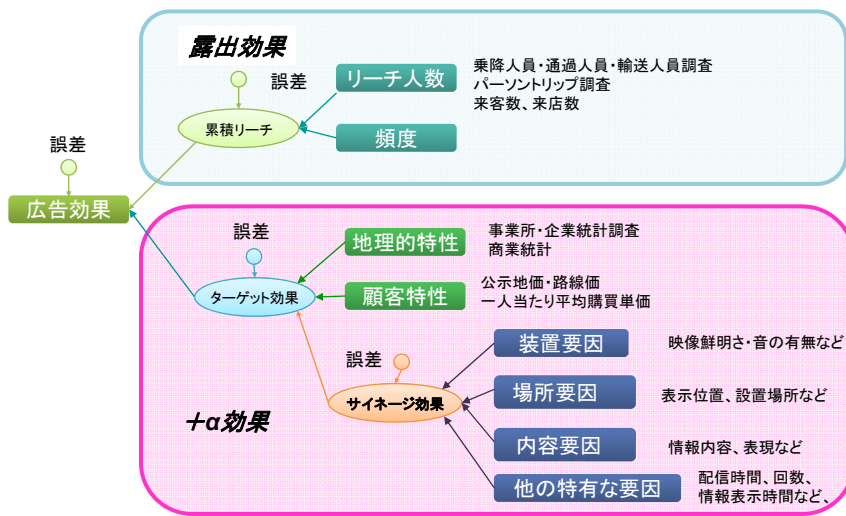 露出効果
誤差
リーチ人数
乗降人員・通過人員・輸送人員調査
パーソントリップ調査
来客数、来店数
累積リーチ
頻度
誤差
広告効果
誤差
地理的特性
事業所・企業統計調査
商業統計
ターゲット効果
顧客特性
公示地価・路線価
一人当たり平均購買単価
誤差
装置要因
映像鮮明さ・音の有無など
サイネージ効果
場所要因
表示位置、設置場所など
+α効果
内容要因
情報内容、表現など
他の特有な要因
配信時間、回数、
情報表示時間など、